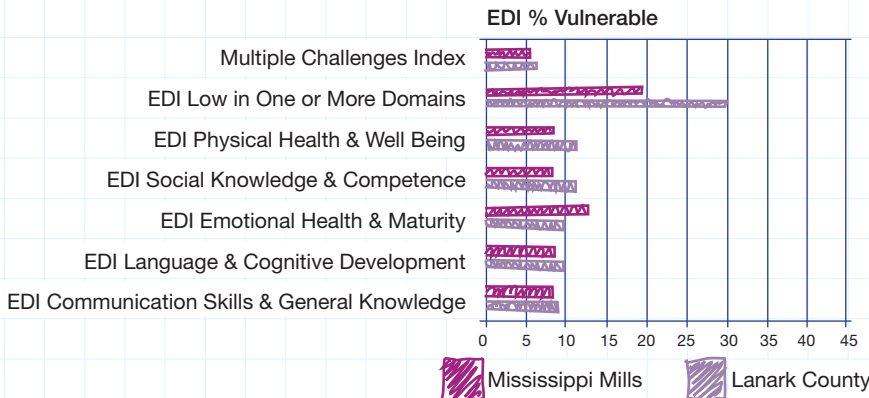 EDI % Vulnerable
Multiple Challenges Index
EDI Low in One or More Domains
EDI Physical Health & Well Being
EDI Social Knowledge & Competence
EDI Emotional Health & Maturity
EDI Language & Cognitive Development
EDI Communication Skills & General Knowledge
0 5 10 15 20 25 30 35 40 45
Mississippi Mills Lanark County